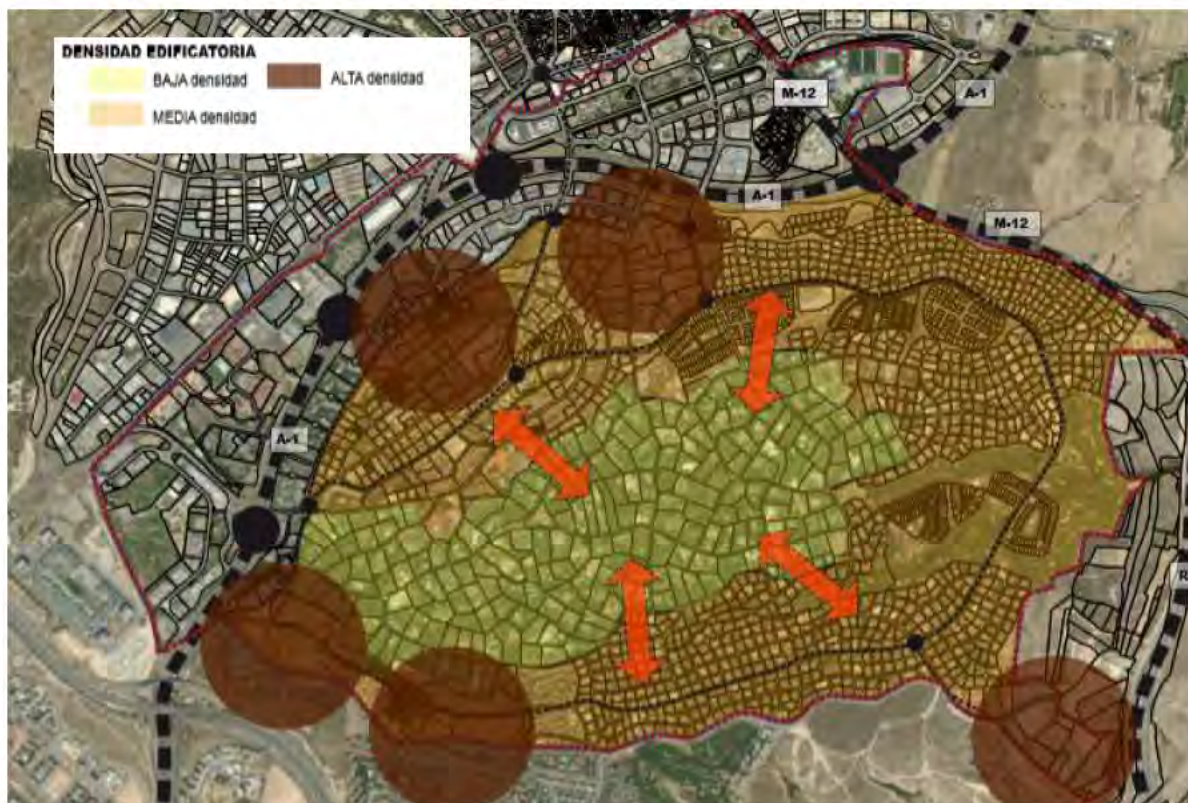 DENSIDAD EDIFICATORIA
BAJA densidad
ALTA densidad
MEDIA densidad
M-12
A-1
A-1
M-12
A-1
R